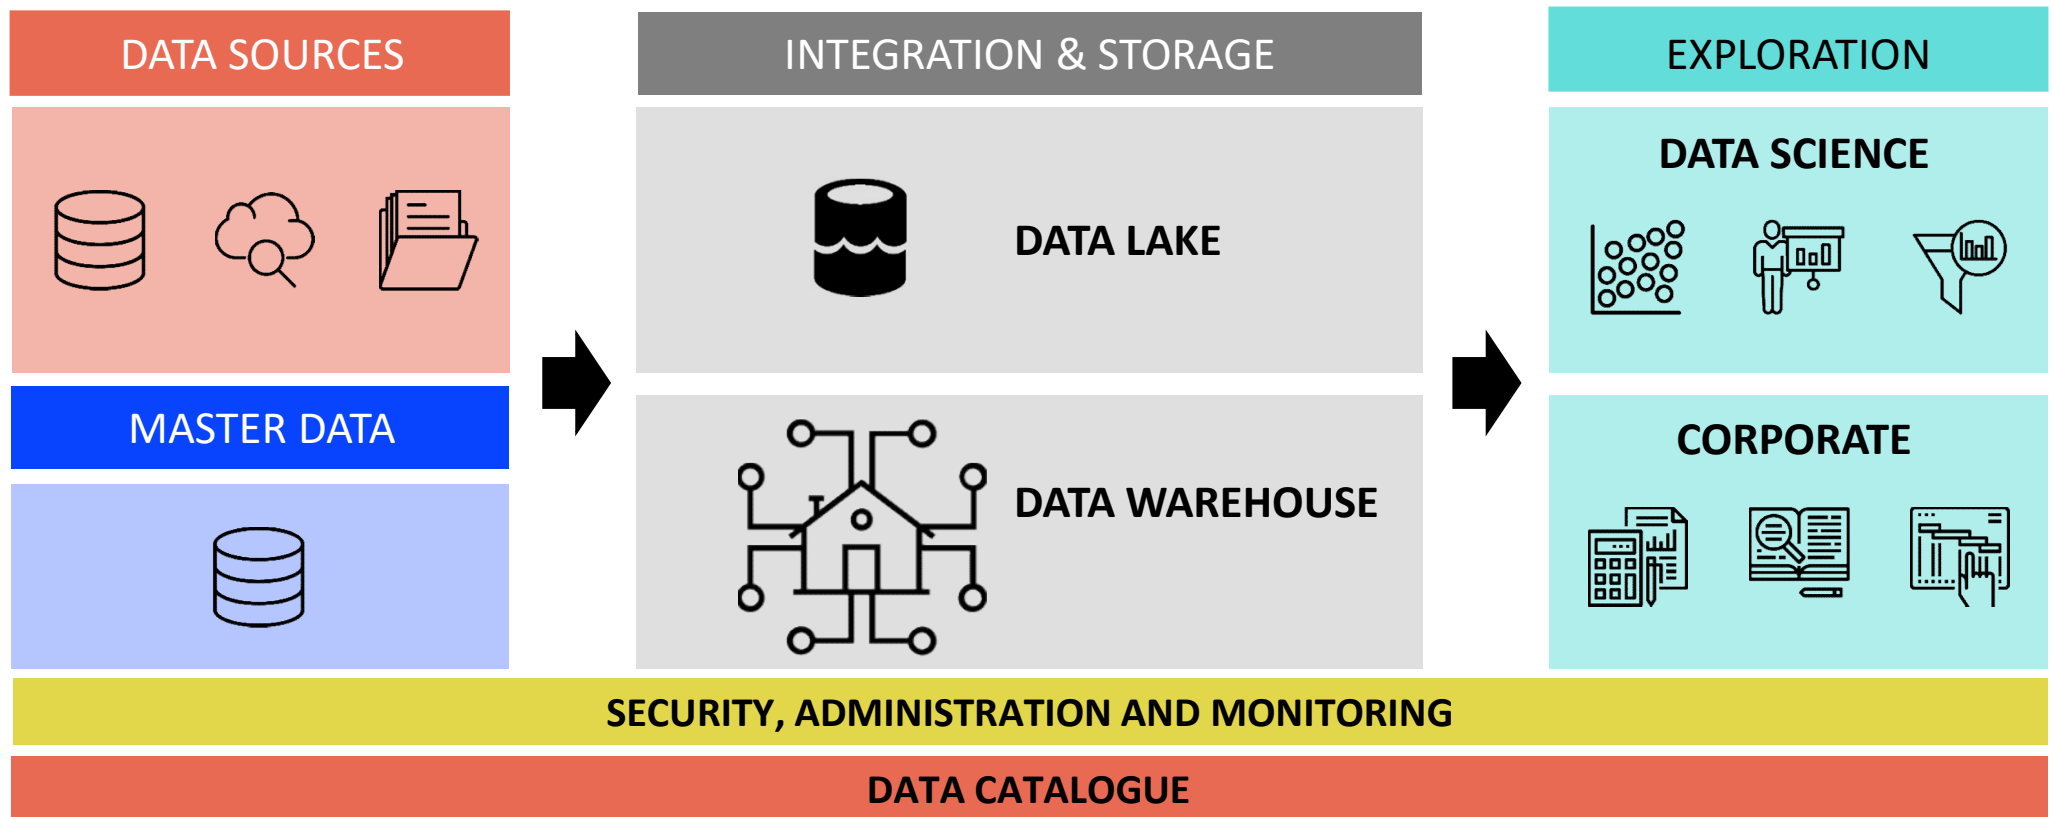 DATA SOURCES
INTEGRATION & STORAGE
EXPLORATION
DATA SCIENCE
DATA LAKE
MASTER DATA
CORPORATE
DATA WAREHOUSE
SECURITY, ADMINISTRATION AND MONITORING
DATA CATALOGUE